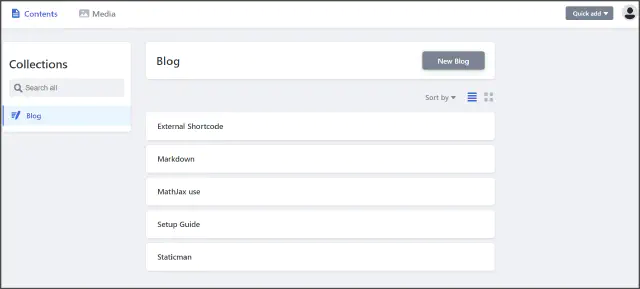 Contents
Media
Quick add
Collections
Search all
Blog
Blog
New Blog
Sort by
External Shortcode
Markdown
MathJax use
Setup Guide
Staticman